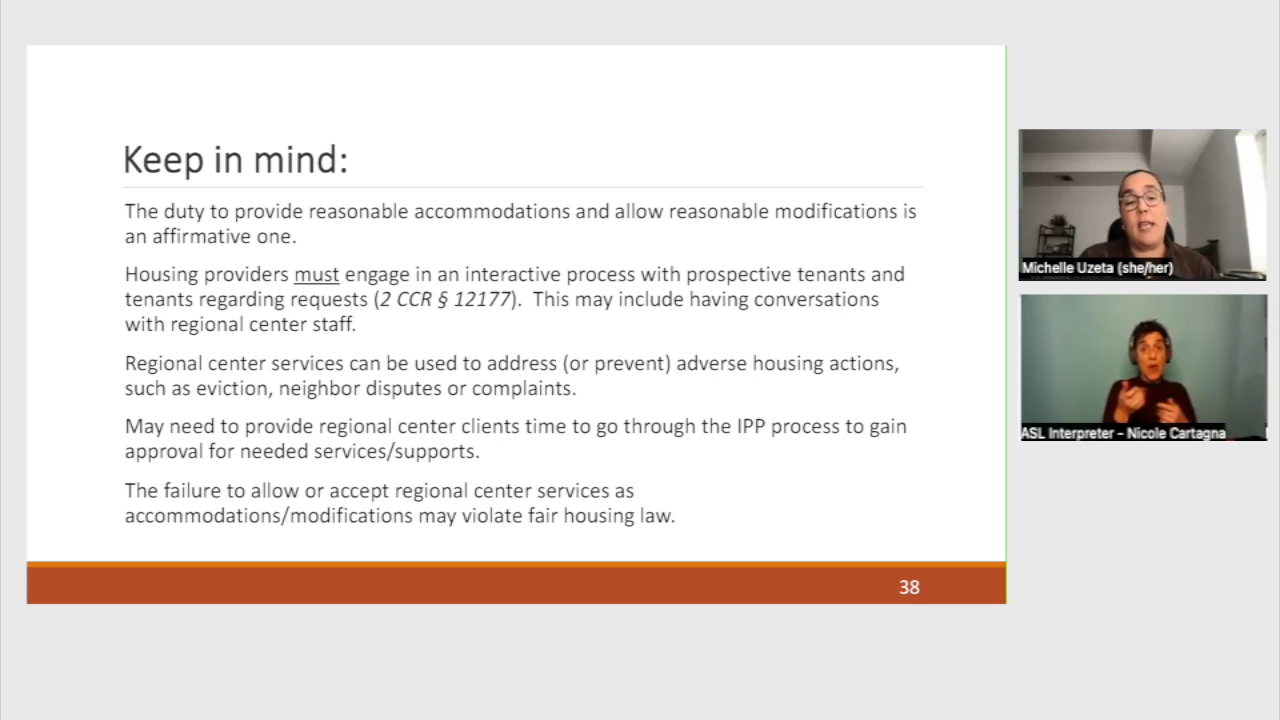 Keep in mind:
The duty to provide reasonable accommodations and allow reasonable modifications is
an affirmative one.
Housing providers must engage in an interactive process with prospective tenants and
tenants regarding requests (2 CCR § 12177).  This may include having conversations
with regional center staff.
Regional center services can be used to address (or prevent) adverse housing actions,
such as eviction, neighbor disputes or complaints.
May need to provide regional center clients time to go through the IPP process to gain
approval for needed services/supports.
The failure to allow or accept regional center services as
accommodations/modifications may violate fair housing law.
38
Michelle Uzeta (she/her)
ASL Interpreter – Nicole Cartagna